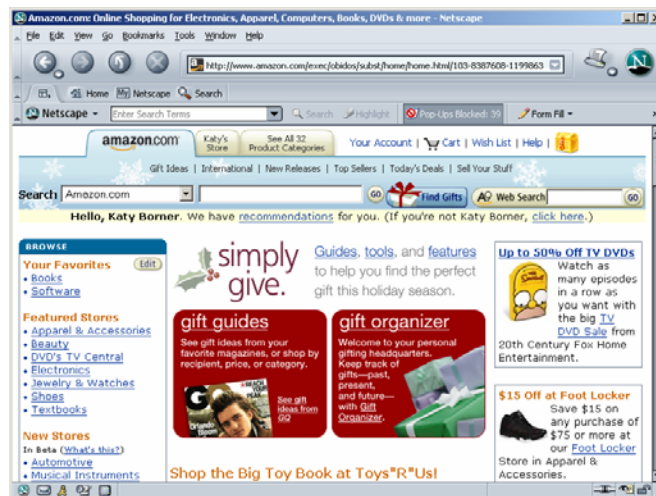 Amazon.com: Online Shopping for Electronics, Apparel, Computers, Books, DVDs & more - Netscape
File Edit View Go Bookmarks Tools Window Help
http://www.amazon.com/exec/obidos/subst/home/home.html/103-8387608-1199863
Home Netscape Search
Netscape Enter Search Terms Search Highlight Pop-Ups Blocked: 39 Form Fill
amazon.com Katy's Store See All 32 Product Categories Your Account | Cart | Wish List | Help |
Gift Ideas | International | New Releases | Top Sellers | Today's Deals | Sell Your Stuff
Search Amazon.com GO Find Gifts A9 Web Search GO
Hello, Katy Borner. We have recommendations for you. (If you're not Katy Borner, click here.)
BROWSE
Your Favorites Edit
• Books
• Software
Featured Stores
• Apparel & Accessories
• Beauty
• DVD's TV Central
• Electronics
• Jewelry & Watches
• Shoes
• Textbooks
New Stores
In Beta (What's this?)
• Automotive
• Musical Instruments
simply
give.
Guides, tools, and features
to help you find the perfect
gift this holiday season.
gift guides
See gift ideas from your
favorite magazines, or shop by
recipient, price, or category.
REACH
YOUR
PEAK
Orlando
Bloom
See gift
ideas from
GQ
gift organizer
Welcome to your personal
gifting headquarters.
Keep track of
gifts—past,
present,
and future—
with Gift
Organizer.
Shop the Big Toy Book at Toys"R"Us!
Up to 50% Off TV DVDs
Watch as
many episodes
in a row as
you want with
the big TV
DVD Sale from
20th Century Fox Home
Entertainment.
$15 Off at Foot Locker
Save $15 on
any purchase of
$75 or more at
our Foot Locker
Store in Apparel &
Accessories.